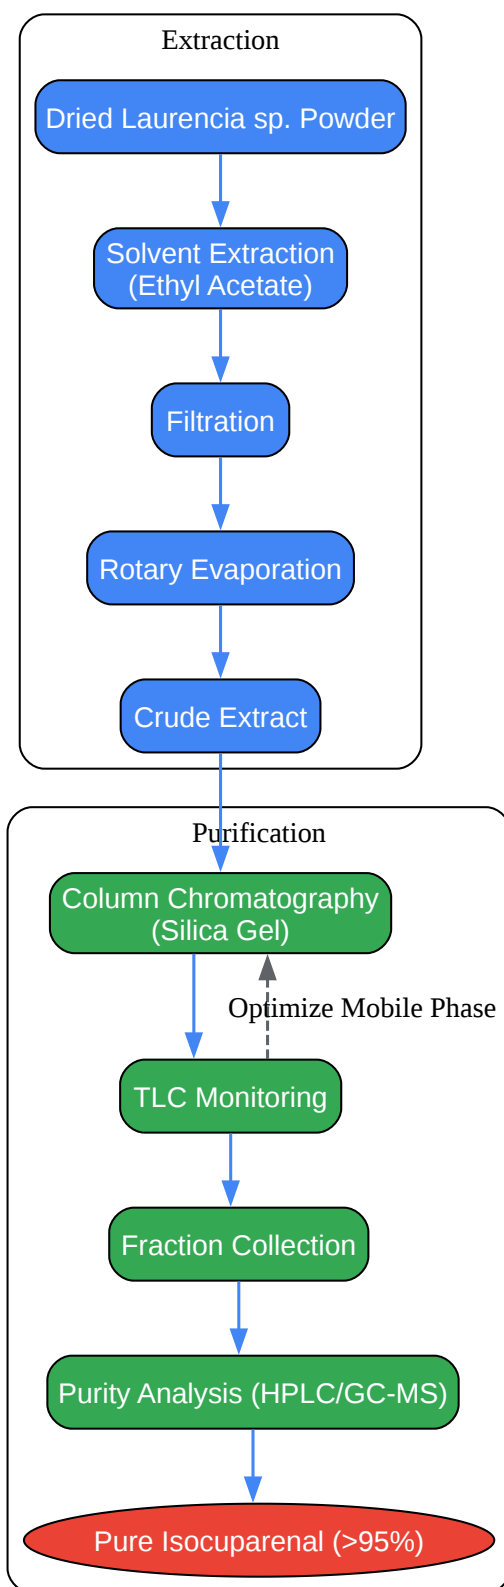 Extraction
Dried Laurencia sp. Powder
Solvent Extraction
(Ethyl Acetate)
Filtration
Rotary Evaporation
Crude Extract
Purification
Column Chromatography
(Silica Gel)
Optimize Mobile Phase
TLC Monitoring
Fraction Collection
Purity Analysis (HPLC/GC-MS)
Pure Isocuparenal (>95%)